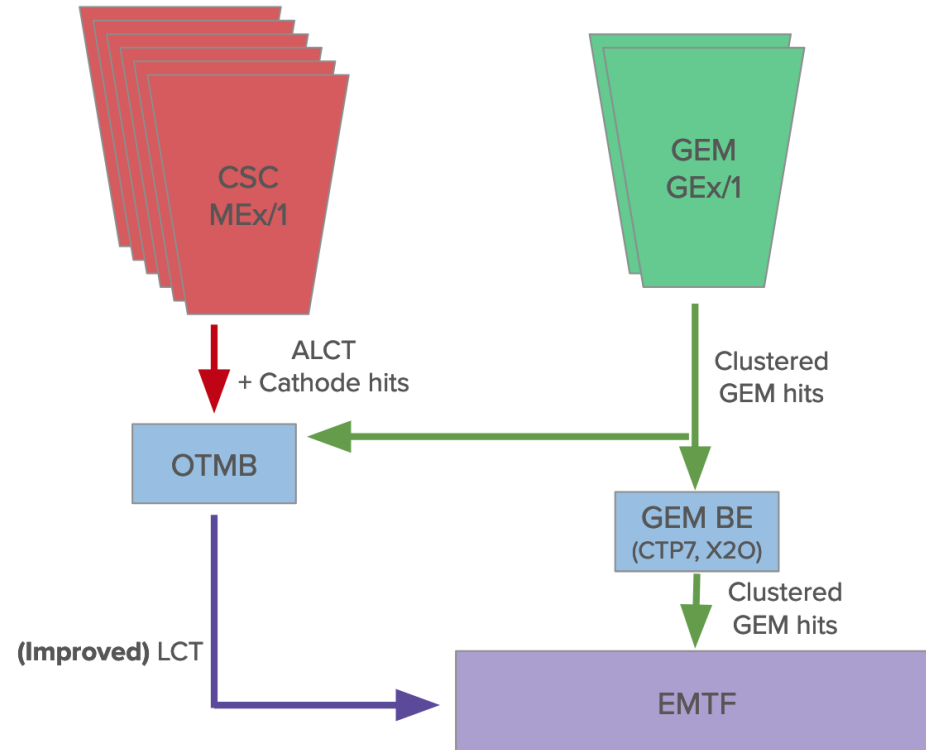 CSC
MEx/1
GEM
GEx/1
ALCT
+ Cathode hits
Clustered
GEM hits
OTMB
GEM BE
(CTP7, X2O)
Clustered
GEM hits
(Improved) LCT
EMTF